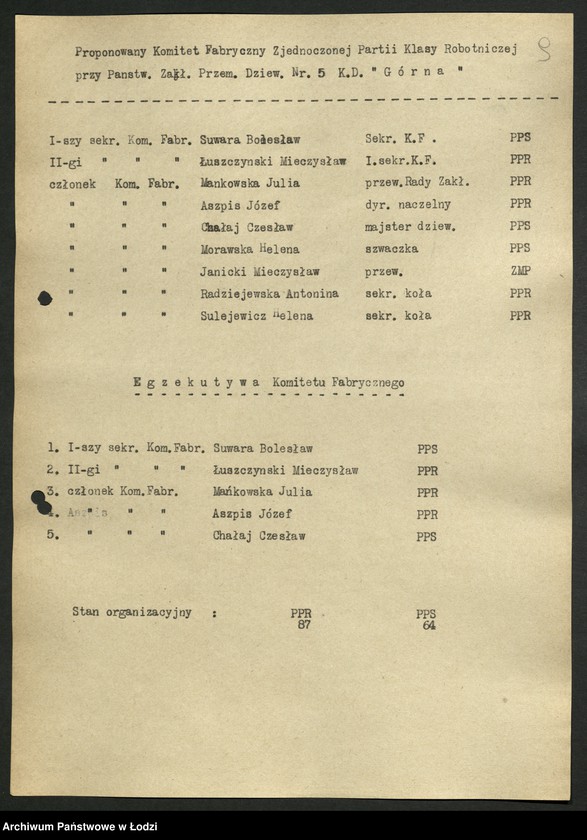 9
Proponowany Komitet Fabryczny Zjednoczonej Partii Klasy Robotniczej
przy Panstw. Zakł. Przem. Dziew. Nr. 5 K.D. " G ó r n a "
I-szy sekr. Kom. Fabr. Suwara Bolesław Sekr. K.F . PPS
II-gi " " " Łuszczynski Mieczysław I.sekr.K.F. PPR
członek Kom. Fabr. Mankowska Julia przew.Rady Zakł. PPR
" " " Aszpis Józef dyr. naczelny PPR
" " " Chałaj Czesław majster dziew. PPS
" " " Morawska Helena szwaczka PPS
" " " Janicki Mieczysław przew. ZMP
" " " Radziejewska Antonina sekr. koła PPR
" " " Sulejewicz Helena sekr. koła PPR
E g z e k u t y w a Komitetu Fabrycznego
1. I-szy sekr. Kom.Fabr. Suwara Bolesław PPS
2. II-gi " " " Łuszczynski Mieczysław PPR
3. członek Kom.Fabr. Mańkowska Julia PPR
4. " " " Aszpis Józef PPR
5. " " " Chałaj Czesław PPS
Stan organizacyjny : PPR PPS
87 64
Archiwum Państwowe w Łodzi